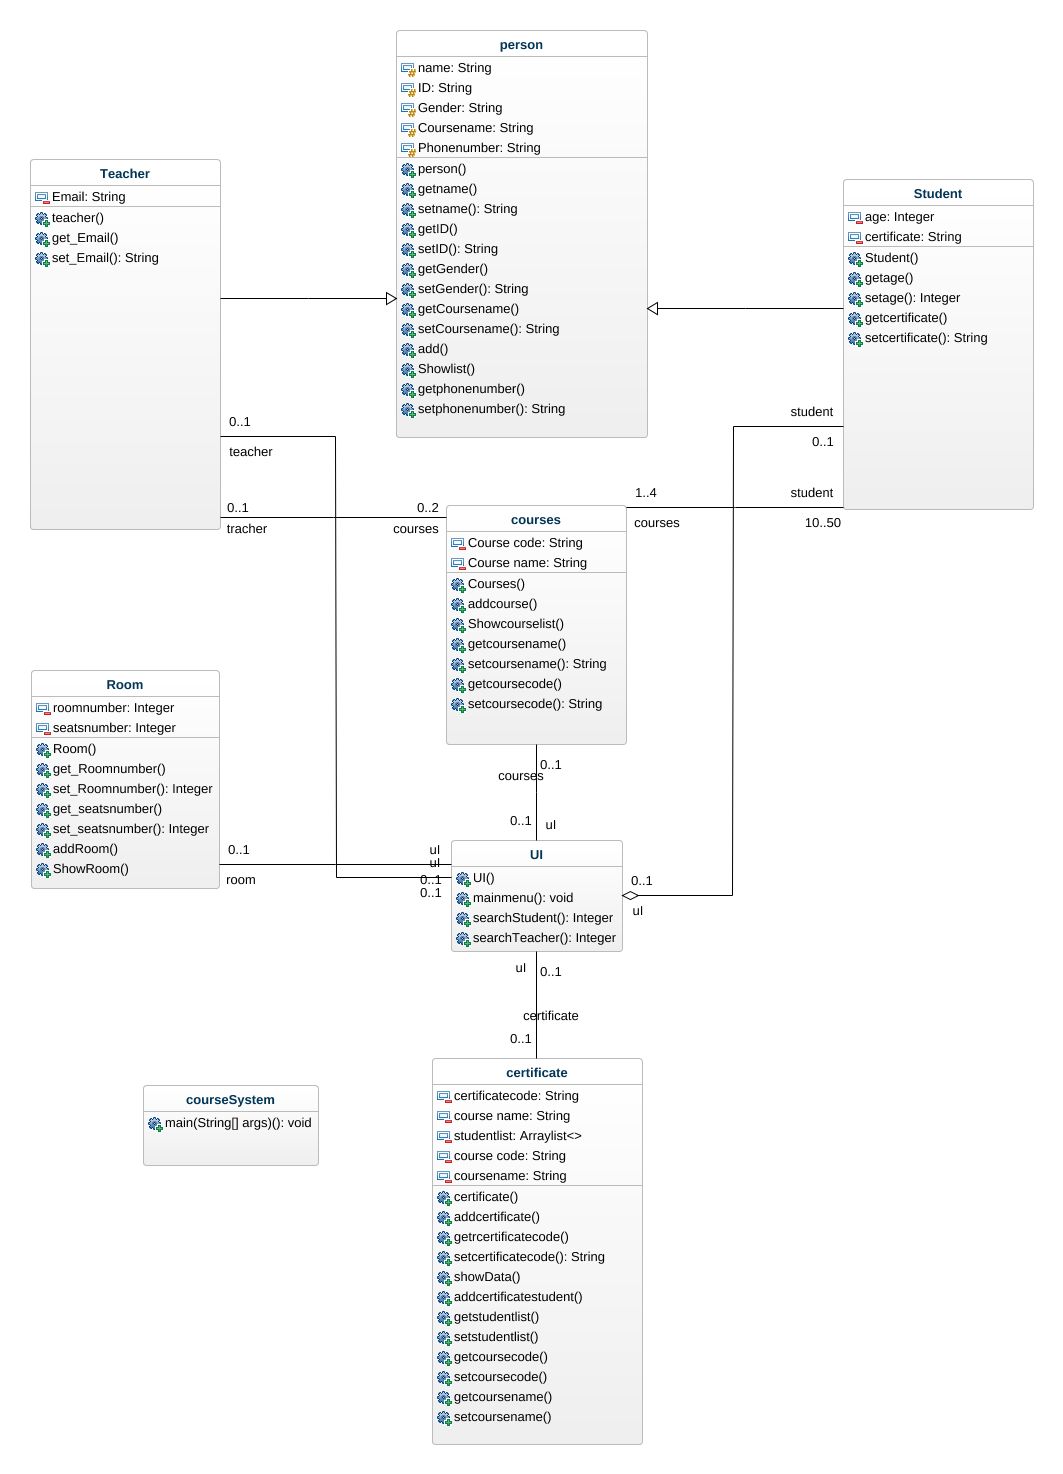 person
name: String
ID: String
Gender: String
Coursename: String
Phonenumber: String
person()
getname()
setname(): String
getID()
setID(): String
getGender()
setGender(): String
getCoursename()
setCoursename(): String
add()
Showlist()
getphonenumber()
setphonenumber(): String
Teacher
Email: String
teacher()
get_Email()
set_Email(): String
Student
age: Integer
certificate: String
Student()
getage()
setage(): Integer
getcertificate()
setcertificate(): String
0..1
teacher
student
0..1
0..1
tracher
0..2
courses
1..4
courses
student
10..50
courses
Course code: String
Course name: String
Courses()
addcourse()
Showcourselist()
getcoursename()
setcoursename(): String
getcoursecode()
setcoursecode(): String
Room
roomnumber: Integer
seatsnumber: Integer
Room()
get_Roomnumber()
set_Roomnumber(): Integer
get_seatsnumber()
set_seatsnumber(): Integer
addRoom()
ShowRoom()
0..1
courses
0..1
ul
0..1
room
ul
ul
0..1
0..1
UI
UI()
mainmenu(): void
searchStudent(): Integer
searchTeacher(): Integer
0..1
ul
ul
0..1
certificate
0..1
courseSystem
main(String[] args)(): void
certificate
certificatecode: String
course name: String
studentlist: Arraylist<>
course code: String
coursename: String
certificate()
addcertificate()
getrcertificatecode()
setcertificatecode(): String
showData()
addcertificatestudent()
getstudentlist()
setstudentlist()
getcoursecode()
setcoursecode()
getcoursename()
setcoursename()